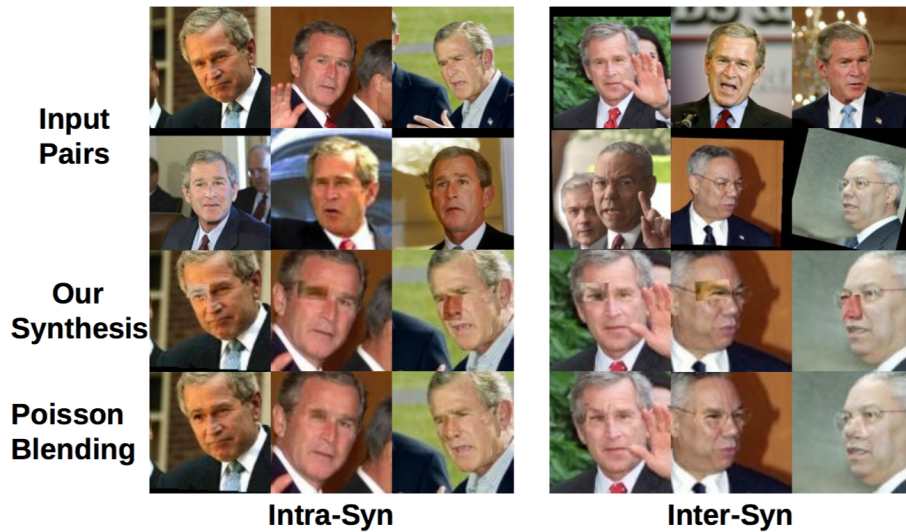 Input
Pairs
Our
Synthesis
Poisson
Blending
Intra-Syn
Inter-Syn